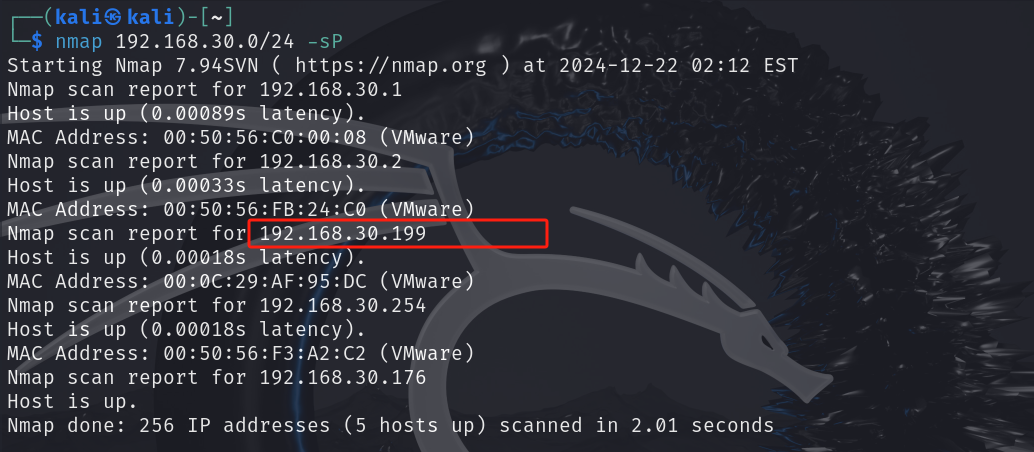 ┌──(kali㉿kali)-[~]
└─$ nmap 192.168.30.0/24 -sP
Starting Nmap 7.94SVN ( https://nmap.org ) at 2024-12-22 02:12 EST
Nmap scan report for 192.168.30.1
Host is up (0.00089s latency).
MAC Address: 00:50:56:C0:00:08 (VMware)
Nmap scan report for 192.168.30.2
Host is up (0.00033s latency).
MAC Address: 00:50:56:FB:24:C0 (VMware)
Nmap scan report for 192.168.30.199
Host is up (0.00018s latency).
MAC Address: 00:0C:29:AF:95:DC (VMware)
Nmap scan report for 192.168.30.254
Host is up (0.00018s latency).
MAC Address: 00:50:56:F3:A2:C2 (VMware)
Nmap scan report for 192.168.30.176
Host is up.
Nmap done: 256 IP addresses (5 hosts up) scanned in 2.01 seconds